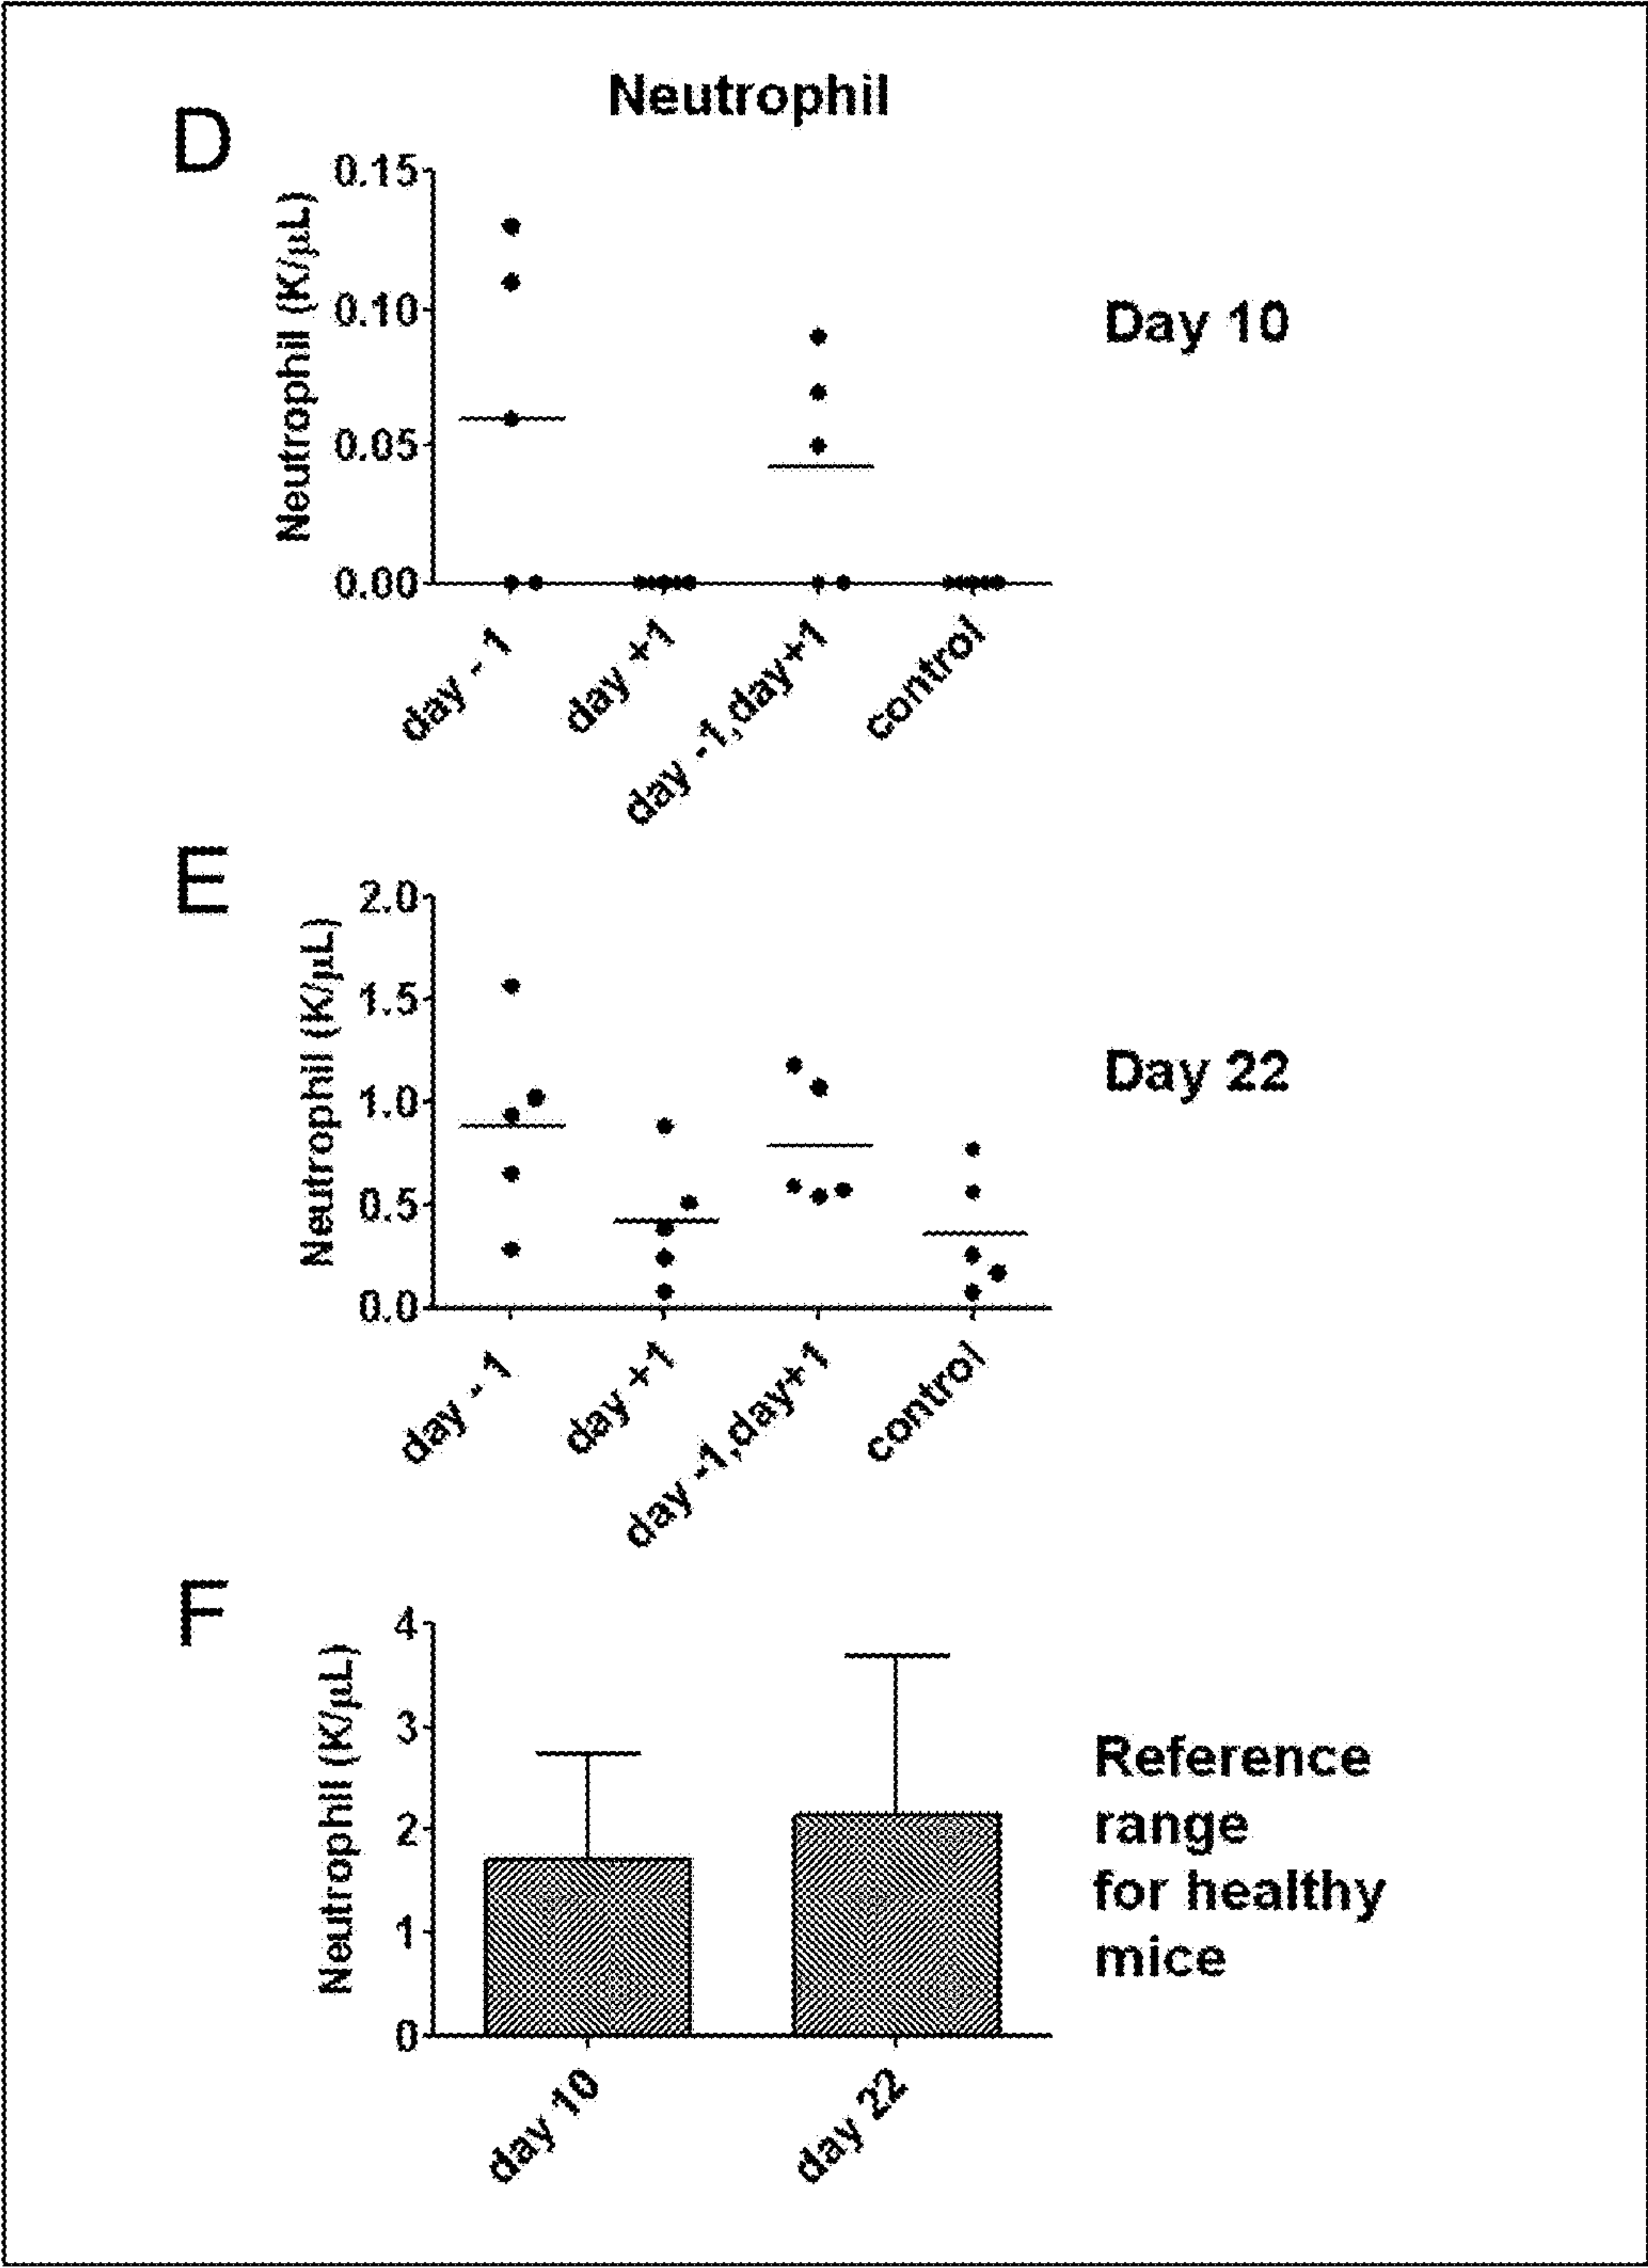 Neutrophil
D
Neutrophil (K/µL)
0.15
0.10
0.05
0.00
Day 10
day - 1
day +1
day -1,day+1
control
E
Neutrophil (K/µL)
2.0
1.5
1.0
0.5
0.0
Day 22
day - 1
day +1
day -1,day+1
control
F
Neutrophil (K/µL)
4
3
2
1
0
Reference
range
for healthy
mice
day 10
day 22